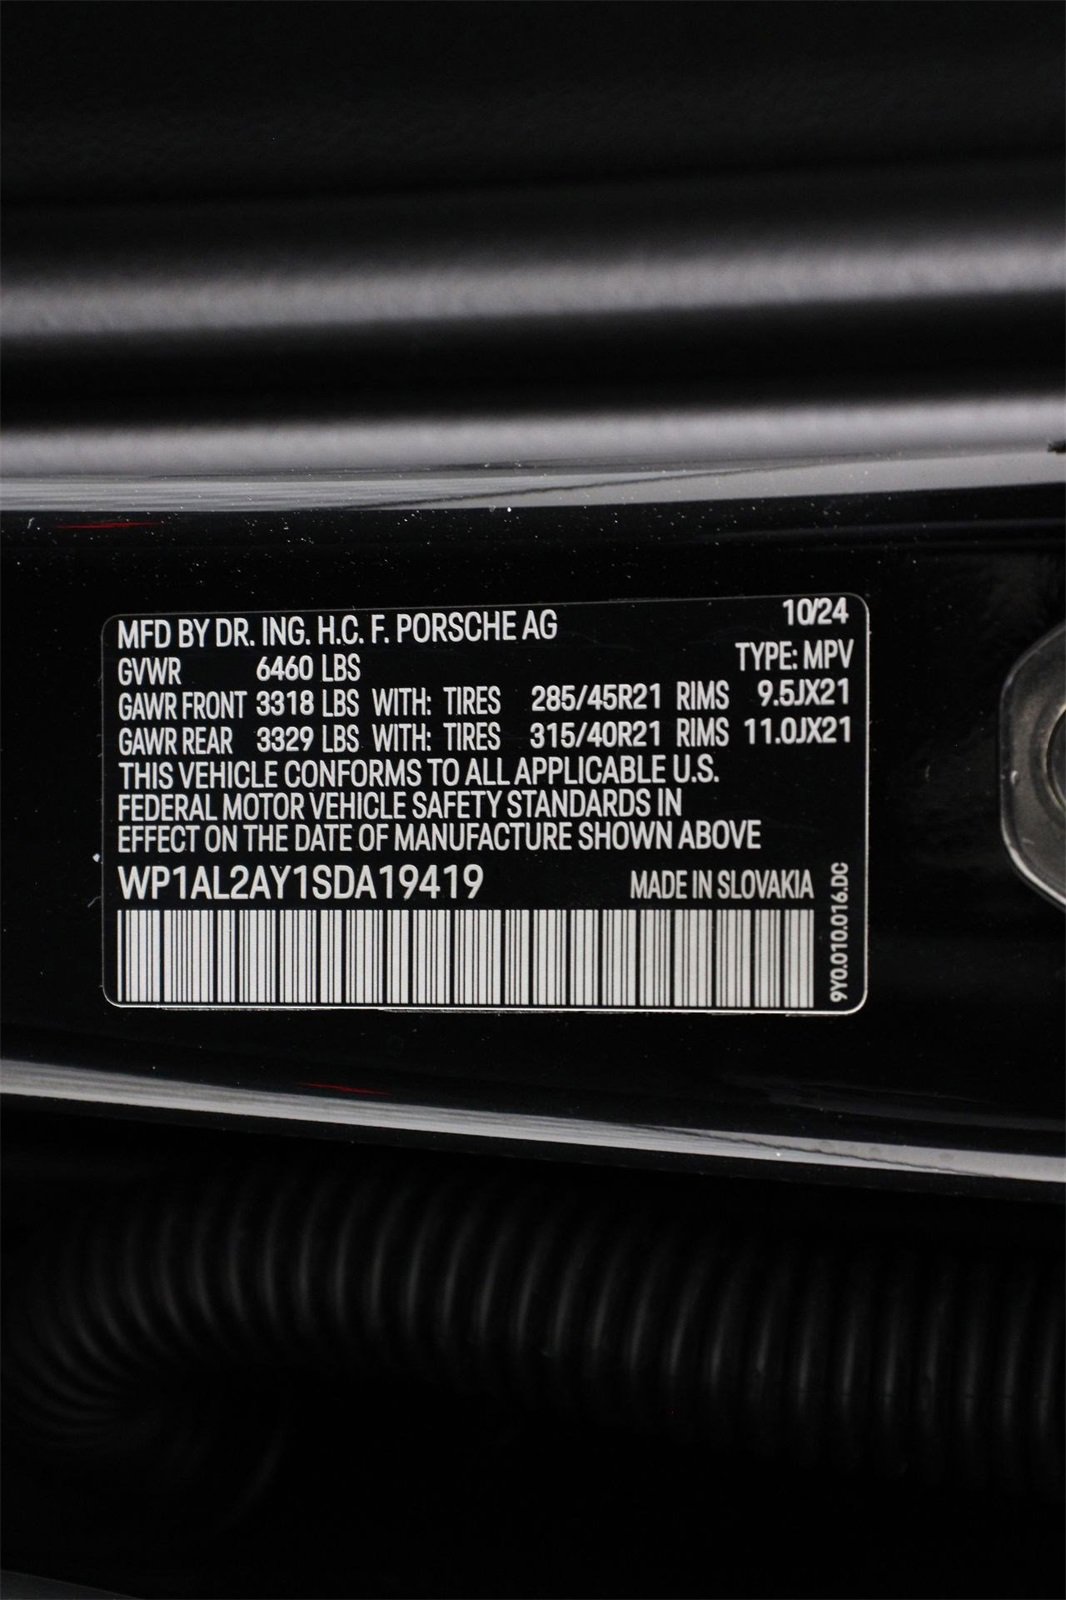 MFD BY DR. ING. H.C. F. PORSCHE AG 10/24
GVWR 6460 LBS TYPE: MPV
GAWR FRONT 3318 LBS WITH: TIRES 285/45R21 RIMS 9.5JX21
GAWR REAR 3329 LBS WITH: TIRES 315/40R21 RIMS 11.0JX21
THIS VEHICLE CONFORMS TO ALL APPLICABLE U.S.
FEDERAL MOTOR VEHICLE SAFETY STANDARDS IN
EFFECT ON THE DATE OF MANUFACTURE SHOWN ABOVE
WP1AL2AY1SDA19419 MADE IN SLOVAKIA
9Y0.010.016.DC